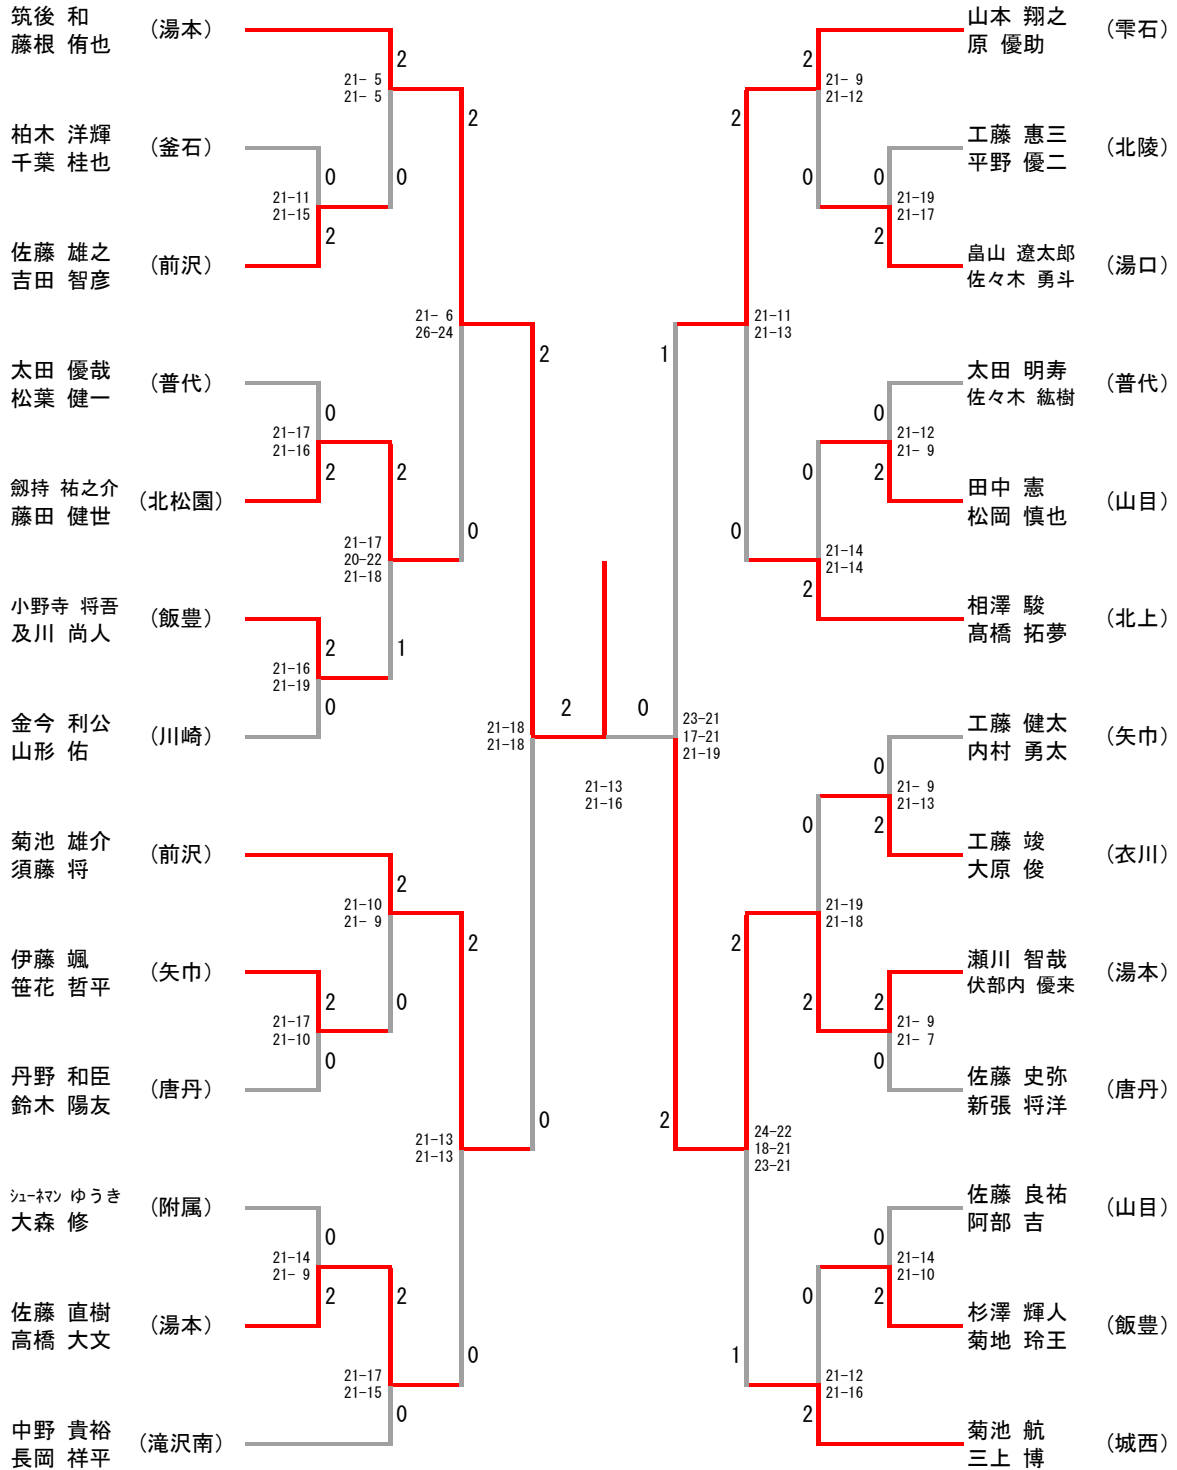 筑後 和
藤根 侑也
(湯本)
2
21- 5
21- 5
2
柏木 洋輝
千葉 桂也
(釜石)
0
0
21-11
21-15
2
佐藤 雄之
吉田 智彦
(前沢)
21- 6
26-24
2
太田 優哉
松葉 健一
(普代)
0
21-17
21-16
2
2
劔持 祐之介
藤田 健世
(北松園)
0
21-17
20-22
21-18
小野寺 将吾
及川 尚人
(飯豊)
2
1
21-16
21-19
0
金今 利公
山形 佑
(川崎)
21-18
21-18
2
0
21-13
21-16
菊池 雄介
須藤 将
(前沢)
2
21-10
21- 9
2
伊藤 颯
笹花 哲平
(矢巾)
2
0
21-17
21-10
0
丹野 和臣
鈴木 陽友
(唐丹)
21-13
21-13
0
シューネマン ゆうき
大森 修
(附属)
0
21-14
21- 9
2
2
佐藤 直樹
高橋 大文
(湯本)
0
21-17
21-15
0
中野 貴裕
長岡 祥平
(滝沢南)
山本 翔之
原 優助
(雫石)
2
21- 9
21-12
2
工藤 惠三
平野 優二
(北陵)
0
0
21-19
21-17
2
畠山 遼太郎
佐々木 勇斗
(湯口)
21-11
21-13
1
太田 明寿
佐々木 紘樹
(普代)
0
21-12
21- 9
0
2
田中 憲
松岡 慎也
(山目)
0
21-14
21-14
2
相澤 駿
髙橋 拓夢
(北上)
23-21
17-21
21-19
工藤 健太
内村 勇太
(矢巾)
0
21- 9
21-13
0
2
工藤 竣
大原 俊
(衣川)
21-19
21-18
2
瀬川 智哉
伏部内 優来
(湯本)
2
2
21- 9
21- 7
0
佐藤 史弥
新張 将洋
(唐丹)
2
24-22
18-21
23-21
佐藤 良祐
阿部 吉
(山目)
0
21-14
21-10
0
2
杉澤 輝人
菊地 玲王
(飯豊)
1
21-12
21-16
2
菊池 航
三上 博
(城西)